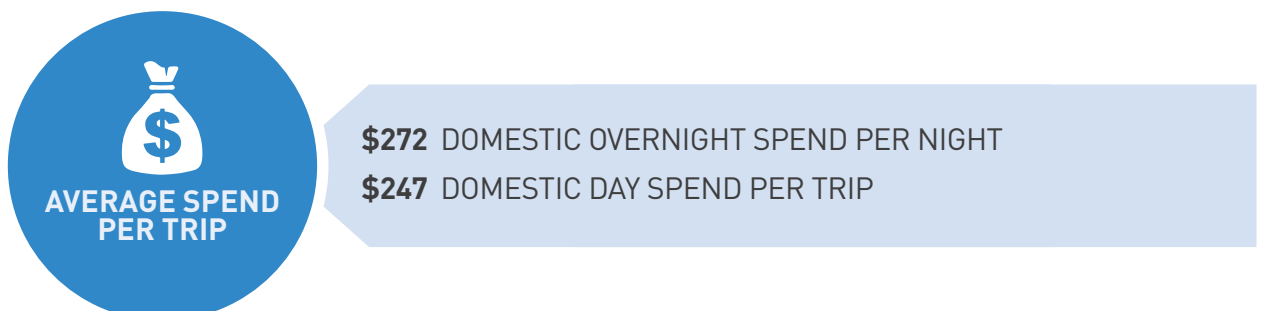 $
AVERAGE SPEND
PER TRIP
$272 DOMESTIC OVERNIGHT SPEND PER NIGHT
$247 DOMESTIC DAY SPEND PER TRIP